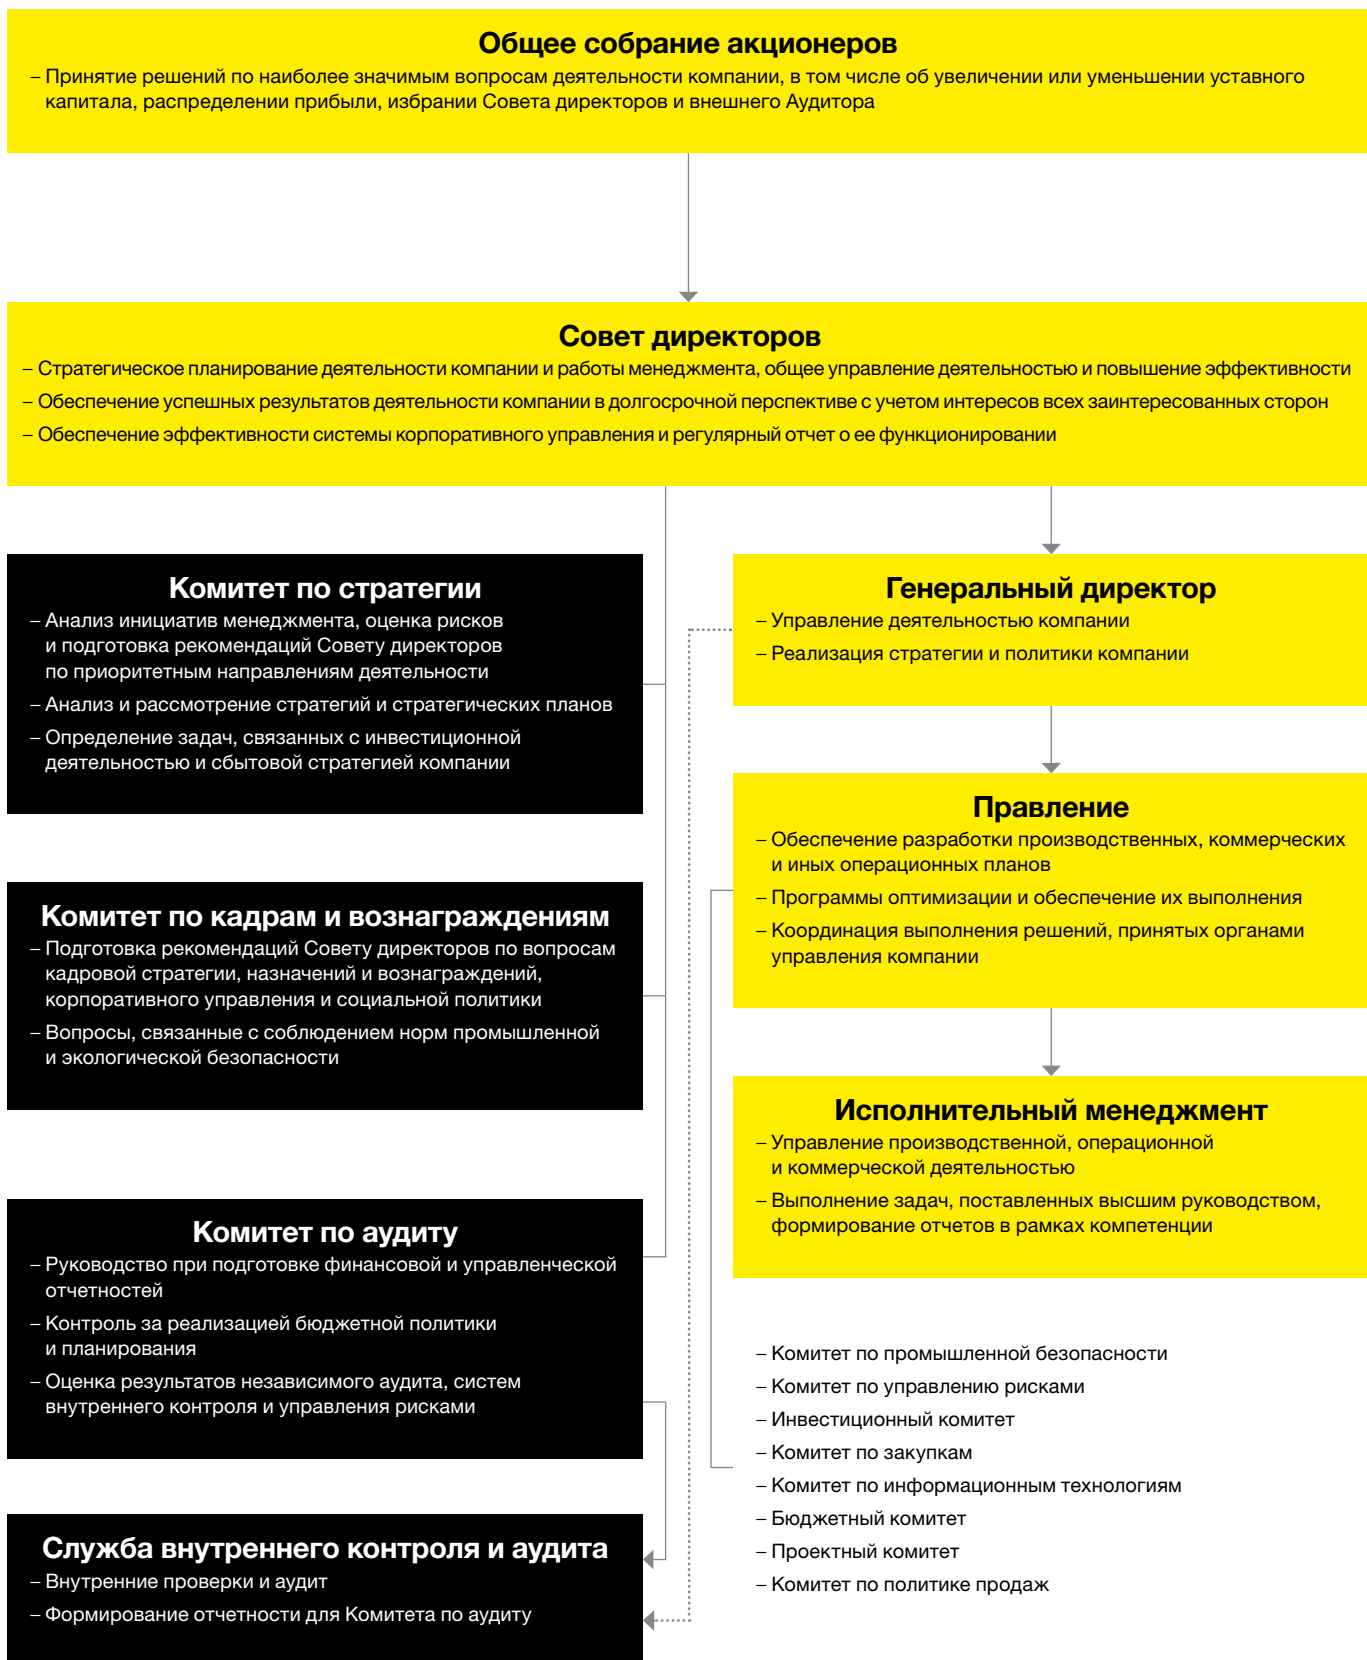 Общее собрание акционеров
– Принятие решений по наиболее значимым вопросам деятельности компании, в том числе об увеличении или уменьшении уставного
капитала, распределении прибыли, избрании Совета директоров и внешнего Аудитора
Совет директоров
– Стратегическое планирование деятельности компании и работы менеджмента, общее управление деятельностью и повышение эффективности
– Обеспечение успешных результатов деятельности компании в долгосрочной перспективе с учетом интересов всех заинтересованных сторон
– Обеспечение эффективности системы корпоративного управления и регулярный отчет о ее функционировании
Комитет по стратегии
– Анализ инициатив менеджмента, оценка рисков
и подготовка рекомендаций Совету директоров
по приоритетным направлениям деятельности
– Анализ и рассмотрение стратегий и стратегических планов
– Определение задач, связанных с инвестиционной
деятельностью и сбытовой стратегией компании
Комитет по кадрам и вознаграждениям
– Подготовка рекомендаций Совету директоров по вопросам
кадровой стратегии, назначений и вознаграждений,
корпоративного управления и социальной политики
– Вопросы, связанные с соблюдением норм промышленной
и экологической безопасности
Комитет по аудиту
– Руководство при подготовке финансовой и управленческой
отчетностей
– Контроль за реализацией бюджетной политики
и планирования
– Оценка результатов независимого аудита, систем
внутреннего контроля и управления рисками
Служба внутреннего контроля и аудита
– Внутренние проверки и аудит
– Формирование отчетности для Комитета по аудиту
Генеральный директор
– Управление деятельностью компании
– Реализация стратегии и политики компании
Правление
– Обеспечение разработки производственных, коммерческих
и иных операционных планов
– Программы оптимизации и обеспечение их выполнения
– Координация выполнения решений, принятых органами
управления компании
Исполнительный менеджмент
– Управление производственной, операционной
и коммерческой деятельностью
– Выполнение задач, поставленных высшим руководством,
формирование отчетов в рамках компетенции
– Комитет по промышленной безопасности
– Комитет по управлению рисками
– Инвестиционный комитет
– Комитет по закупкам
– Комитет по информационным технологиям
– Бюджетный комитет
– Проектный комитет
– Комитет по политике продаж